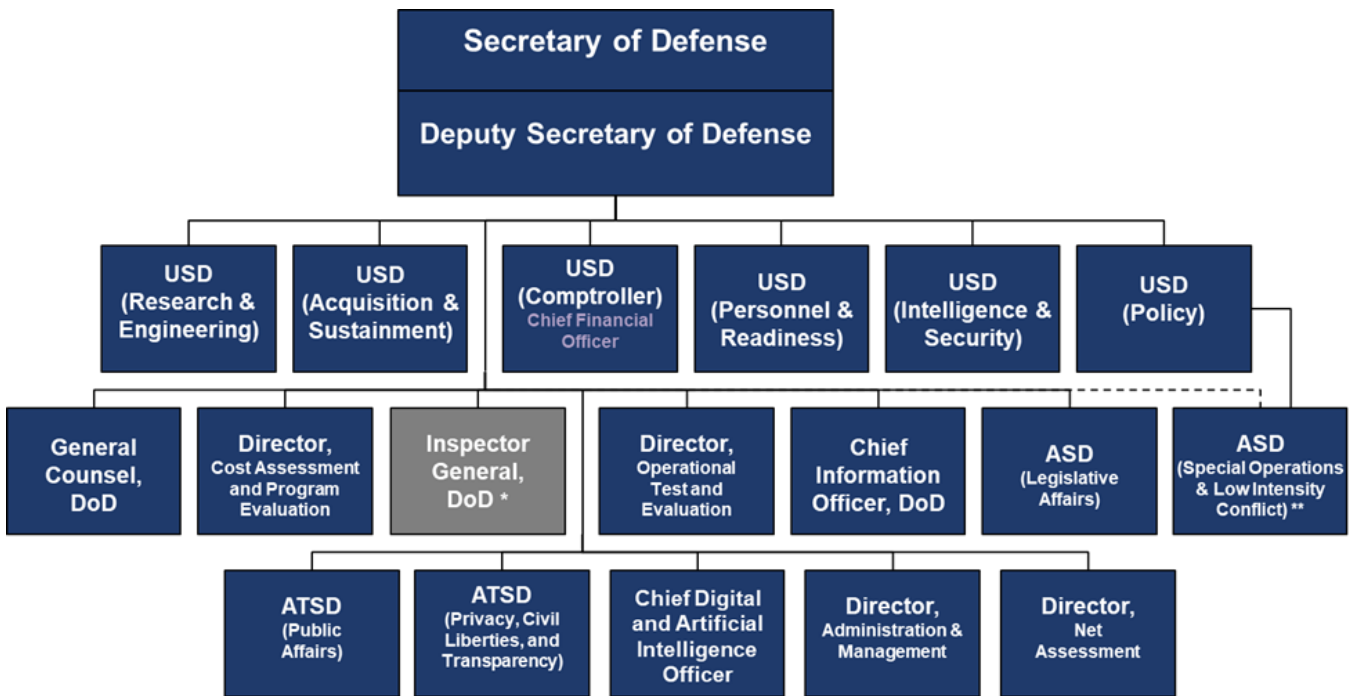 Secretary of Defense
Deputy Secretary of Defense
USD
(Research &
Engineering)
USD
(Acquisition &
Sustainment)
USD
(Comptroller)
Chief Financial
Officer
USD
(Personnel &
Readiness)
USD
(Intelligence &
Security)
USD
(Policy)
General
Counsel,
DoD
Director,
Cost Assessment
and Program
Evaluation
Inspector
General,
DoD *
Director,
Operational
Test and
Evaluation
Chief
Information
Officer, DoD
ASD
(Legislative
Affairs)
ASD
(Special Operations
& Low Intensity
Conflict) **
ATSD
(Public
Affairs)
ATSD
(Privacy, Civil
Liberties, and
Transparency)
Chief Digital
and Artificial
Intelligence
Officer
Director,
Administration &
Management
Director,
Net
Assessment